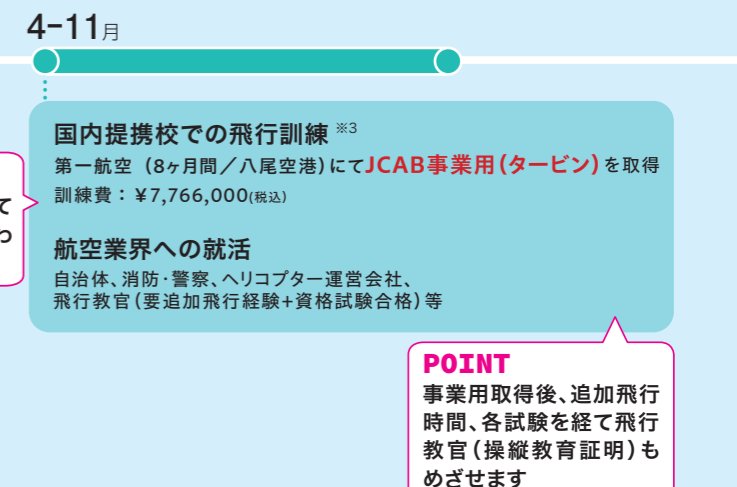 4-11月
国内提携校での飛行訓練 ※3
第一航空（8ヶ月間／八尾空港）にてJCAB事業用（タービン）を取得
訓練費：¥7,766,000(税込)
て
わ
航空業界への就活
自治体、消防・警察、ヘリコプター運営会社、
飛行教官（要追加飛行経験+資格試験合格）等
POINT
事業用取得後、追加飛行
時間、各試験を経て飛行
教官（操縦教育証明）も
めざせます